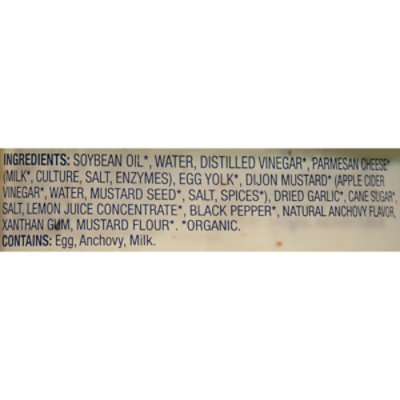 INGREDIENTS: SOYBEAN OIL*, WATER, DISTILLED VINEGAR*, PARMESAN CHEESE*
(MILK*, CULTURE, SALT, ENZYMES), EGG YOLK*, DIJON MUSTARD* (APPLE CIDER
VINEGAR*, WATER, MUSTARD SEED*, SALT, SPICES*), DRIED GARLIC*, CANE SUGAR*,
SALT, LEMON JUICE CONCENTRATE*, BLACK PEPPER*, NATURAL ANCHOVY FLAVOR,
XANTHAN GUM, MUSTARD FLOUR*. *ORGANIC.
CONTAINS: Egg, Anchovy, Milk.